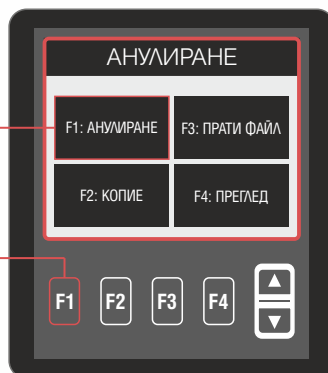 АНУЛИРАНЕ
F1: АНУЛИРАНЕ
F3: ПРАТИ ФАЙЛ
F2: КОПИЕ
F4: ПРЕГЛЕД
F1 F2 F3 F4